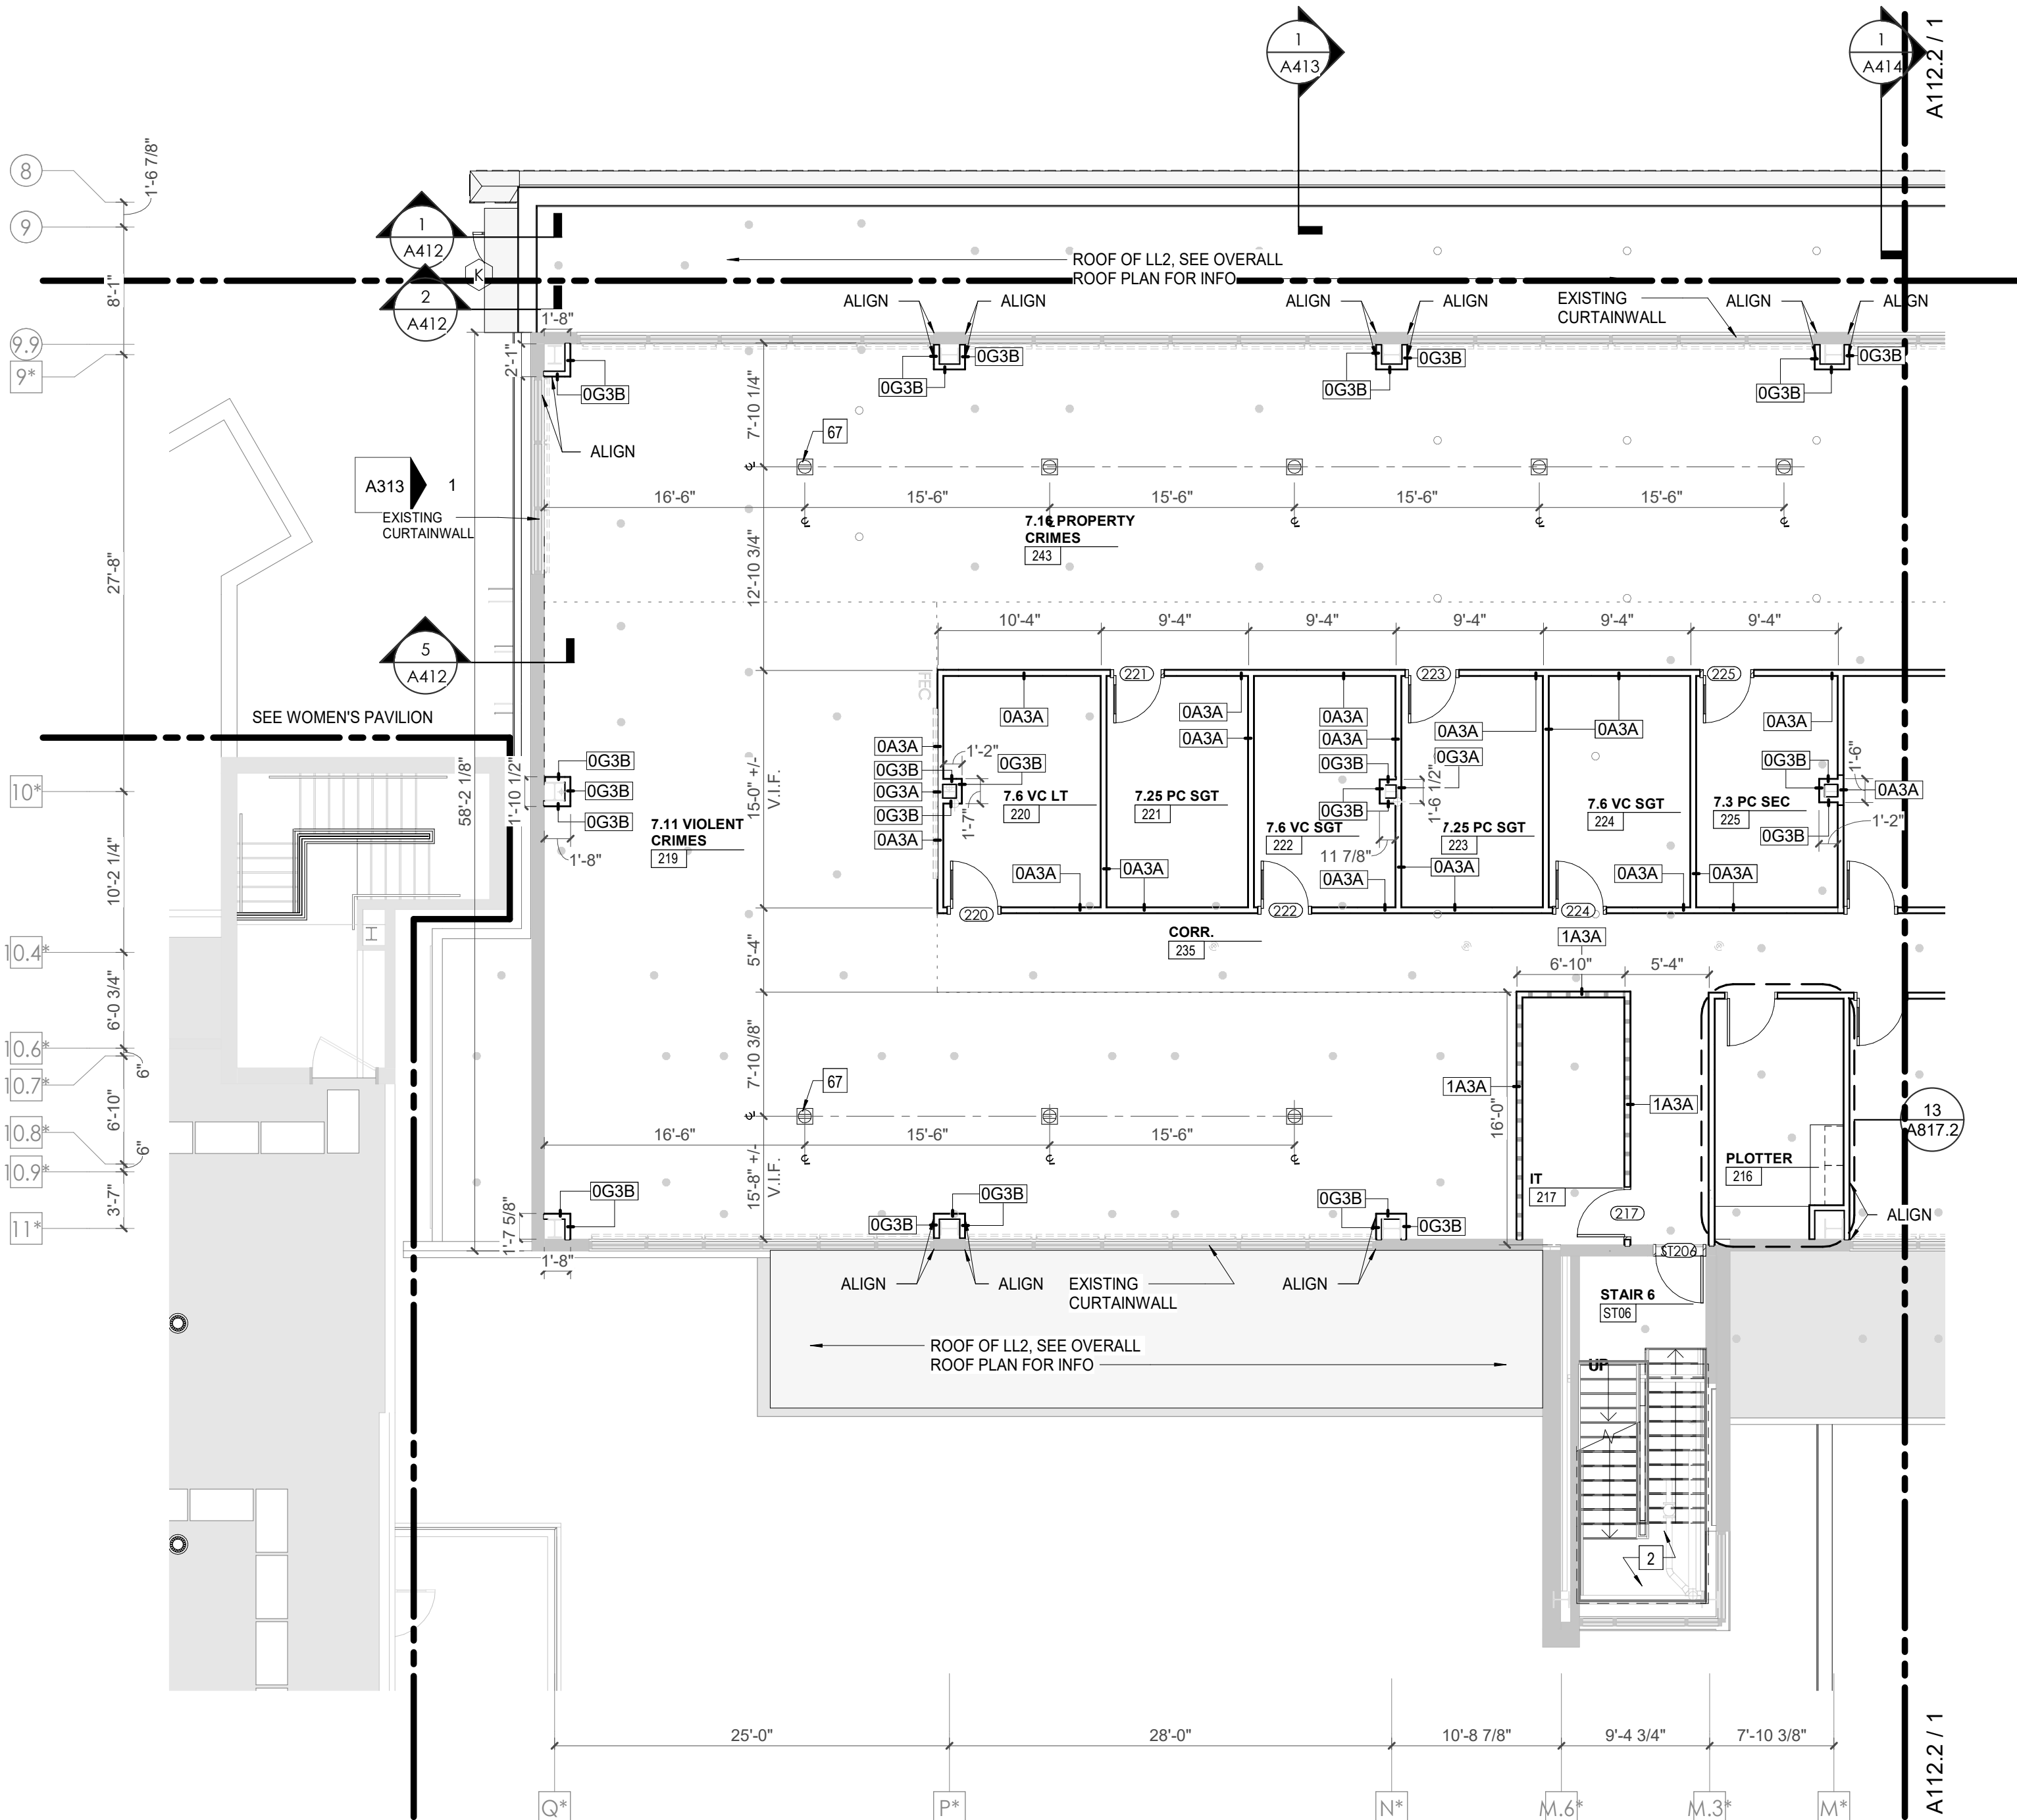 1
A413
1
A414
A112.2 / 1
8
1'-6 7/8"
9
1
A412
K
ROOF OF LL2, SEE OVERALL
ROOF PLAN FOR INFO
8'-1"
2
A412
ALIGN
ALIGN
ALIGN
ALIGN
EXISTING
CURTAINWALL
ALIGN
ALIGN
1'-8"
9.9
9*
2'-1"
0G3B
0G3B
0G3B
0G3B
0G3B
0G3B
0G3B
7'-10 1/4"
67
ALIGN
A313
1
EXISTING
CURTAINWALL
16'-6"
15'-6"
15'-6"
15'-6"
15'-6"
7.16 PROPERTY
CRIMES
243
27'-8"
12'-10 3/4"
10'-4"
9'-4"
9'-4"
9'-4"
9'-4"
9'-4"
5
A412
FEC
221
223
225
SEE WOMEN'S PAVILION
0A3A
0A3A
0A3A
0A3A
0A3A
0A3A
0A3A
0A3A
0A3A
0A3A
1'-2"
0G3B
0G3B
0G3B
0G3A
0G3B
1'-6"
10*
58'-2 1/8"
1'-10 1/2"
0G3B
0G3B
0G3B
15'-0" +/-
V.I.F.
0G3A
0G3B
0A3A
1'-7"
7.6 VC LT
220
7.25 PC SGT
221
0G3B
1'-6 1/2"
7.6 VC SGT
222
7.25 PC SGT
223
7.6 VC SGT
224
7.3 PC SEC
225
0A3A
0G3B
1'-2"
7.11 VIOLENT
CRIMES
219
1'-8"
11 7/8"
0A3A
0A3A
0A3A
0A3A
0A3A
0A3A
10'-2 1/4"
220
222
224
CORR.
235
1A3A
10.4*
H
5'-4"
6'-10"
5'-4"
6'-0 3/4"
10.6*
6"
10.7*
7'-10 3/8"
67
1A3A
1A3A
13
A817.2
6'-10"
10.8*
16'-6"
15'-6"
15'-6"
16'-0"
6"
10.9*
15'-8" +/-
V.I.F.
PLOTTER
216
IT
217
3'-7"
11*
1'-7 5/8"
0G3B
0G3B
0G3B
0G3B
0G3B
217
ALIGN
ST206
1'-8"
ALIGN
ALIGN
EXISTING
CURTAINWALL
ALIGN
STAIR 6
ST06
ROOF OF LL2, SEE OVERALL
ROOF PLAN FOR INFO
UP
2
25'-0"
28'-0"
10'-8 7/8"
9'-4 3/4"
7'-10 3/8"
A112.2 / 1
Q*
P*
N*
M.6*
M.3*
M*